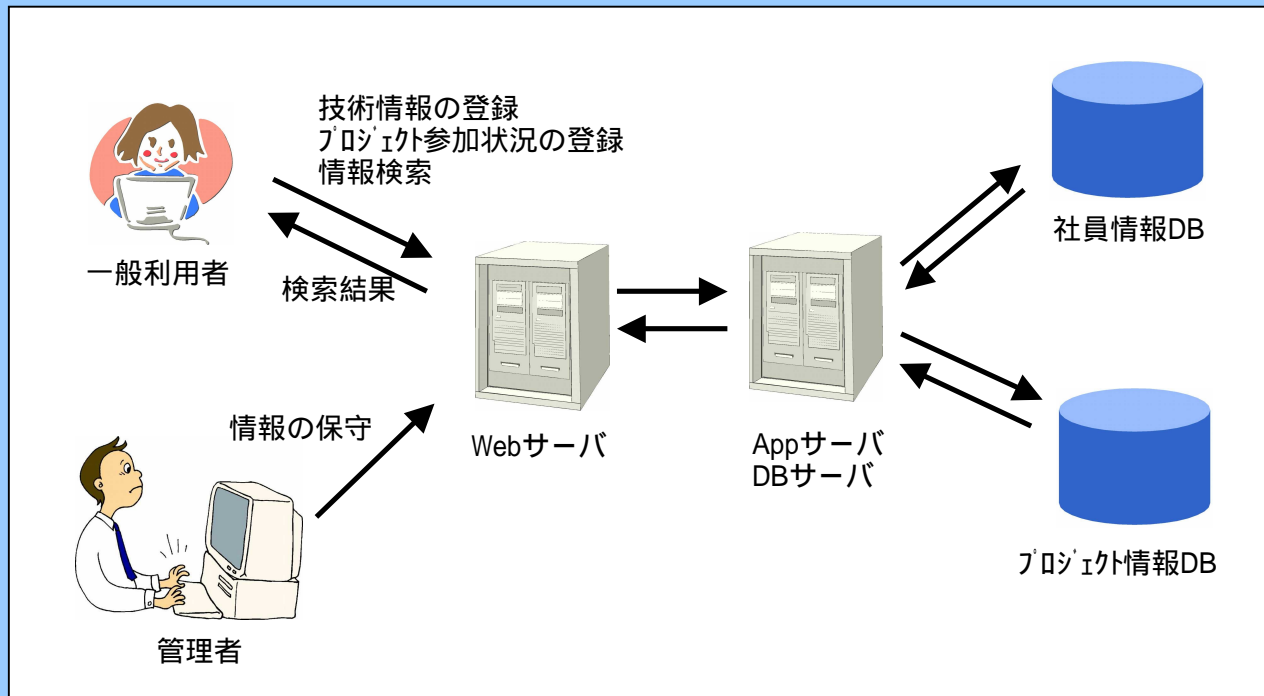 技術情報の登録
ﾌﾟﾛｼﾞｪｸﾄ参加状況の登録
情報検索
一般利用者
検索結果
社員情報DB
情報の保守
Webサーバ
Appサーバ
DBサーバ
ﾌﾟﾛｼﾞｪｸﾄ情報DB
管理者